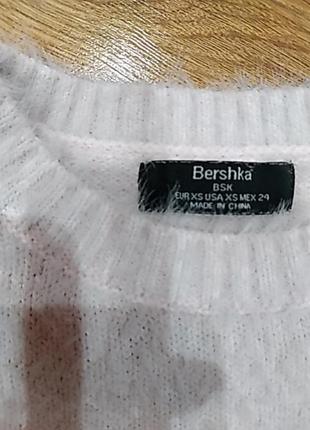 Bershka
BSK
EUR XS USA XS MEX 24
MADE IN CHINA